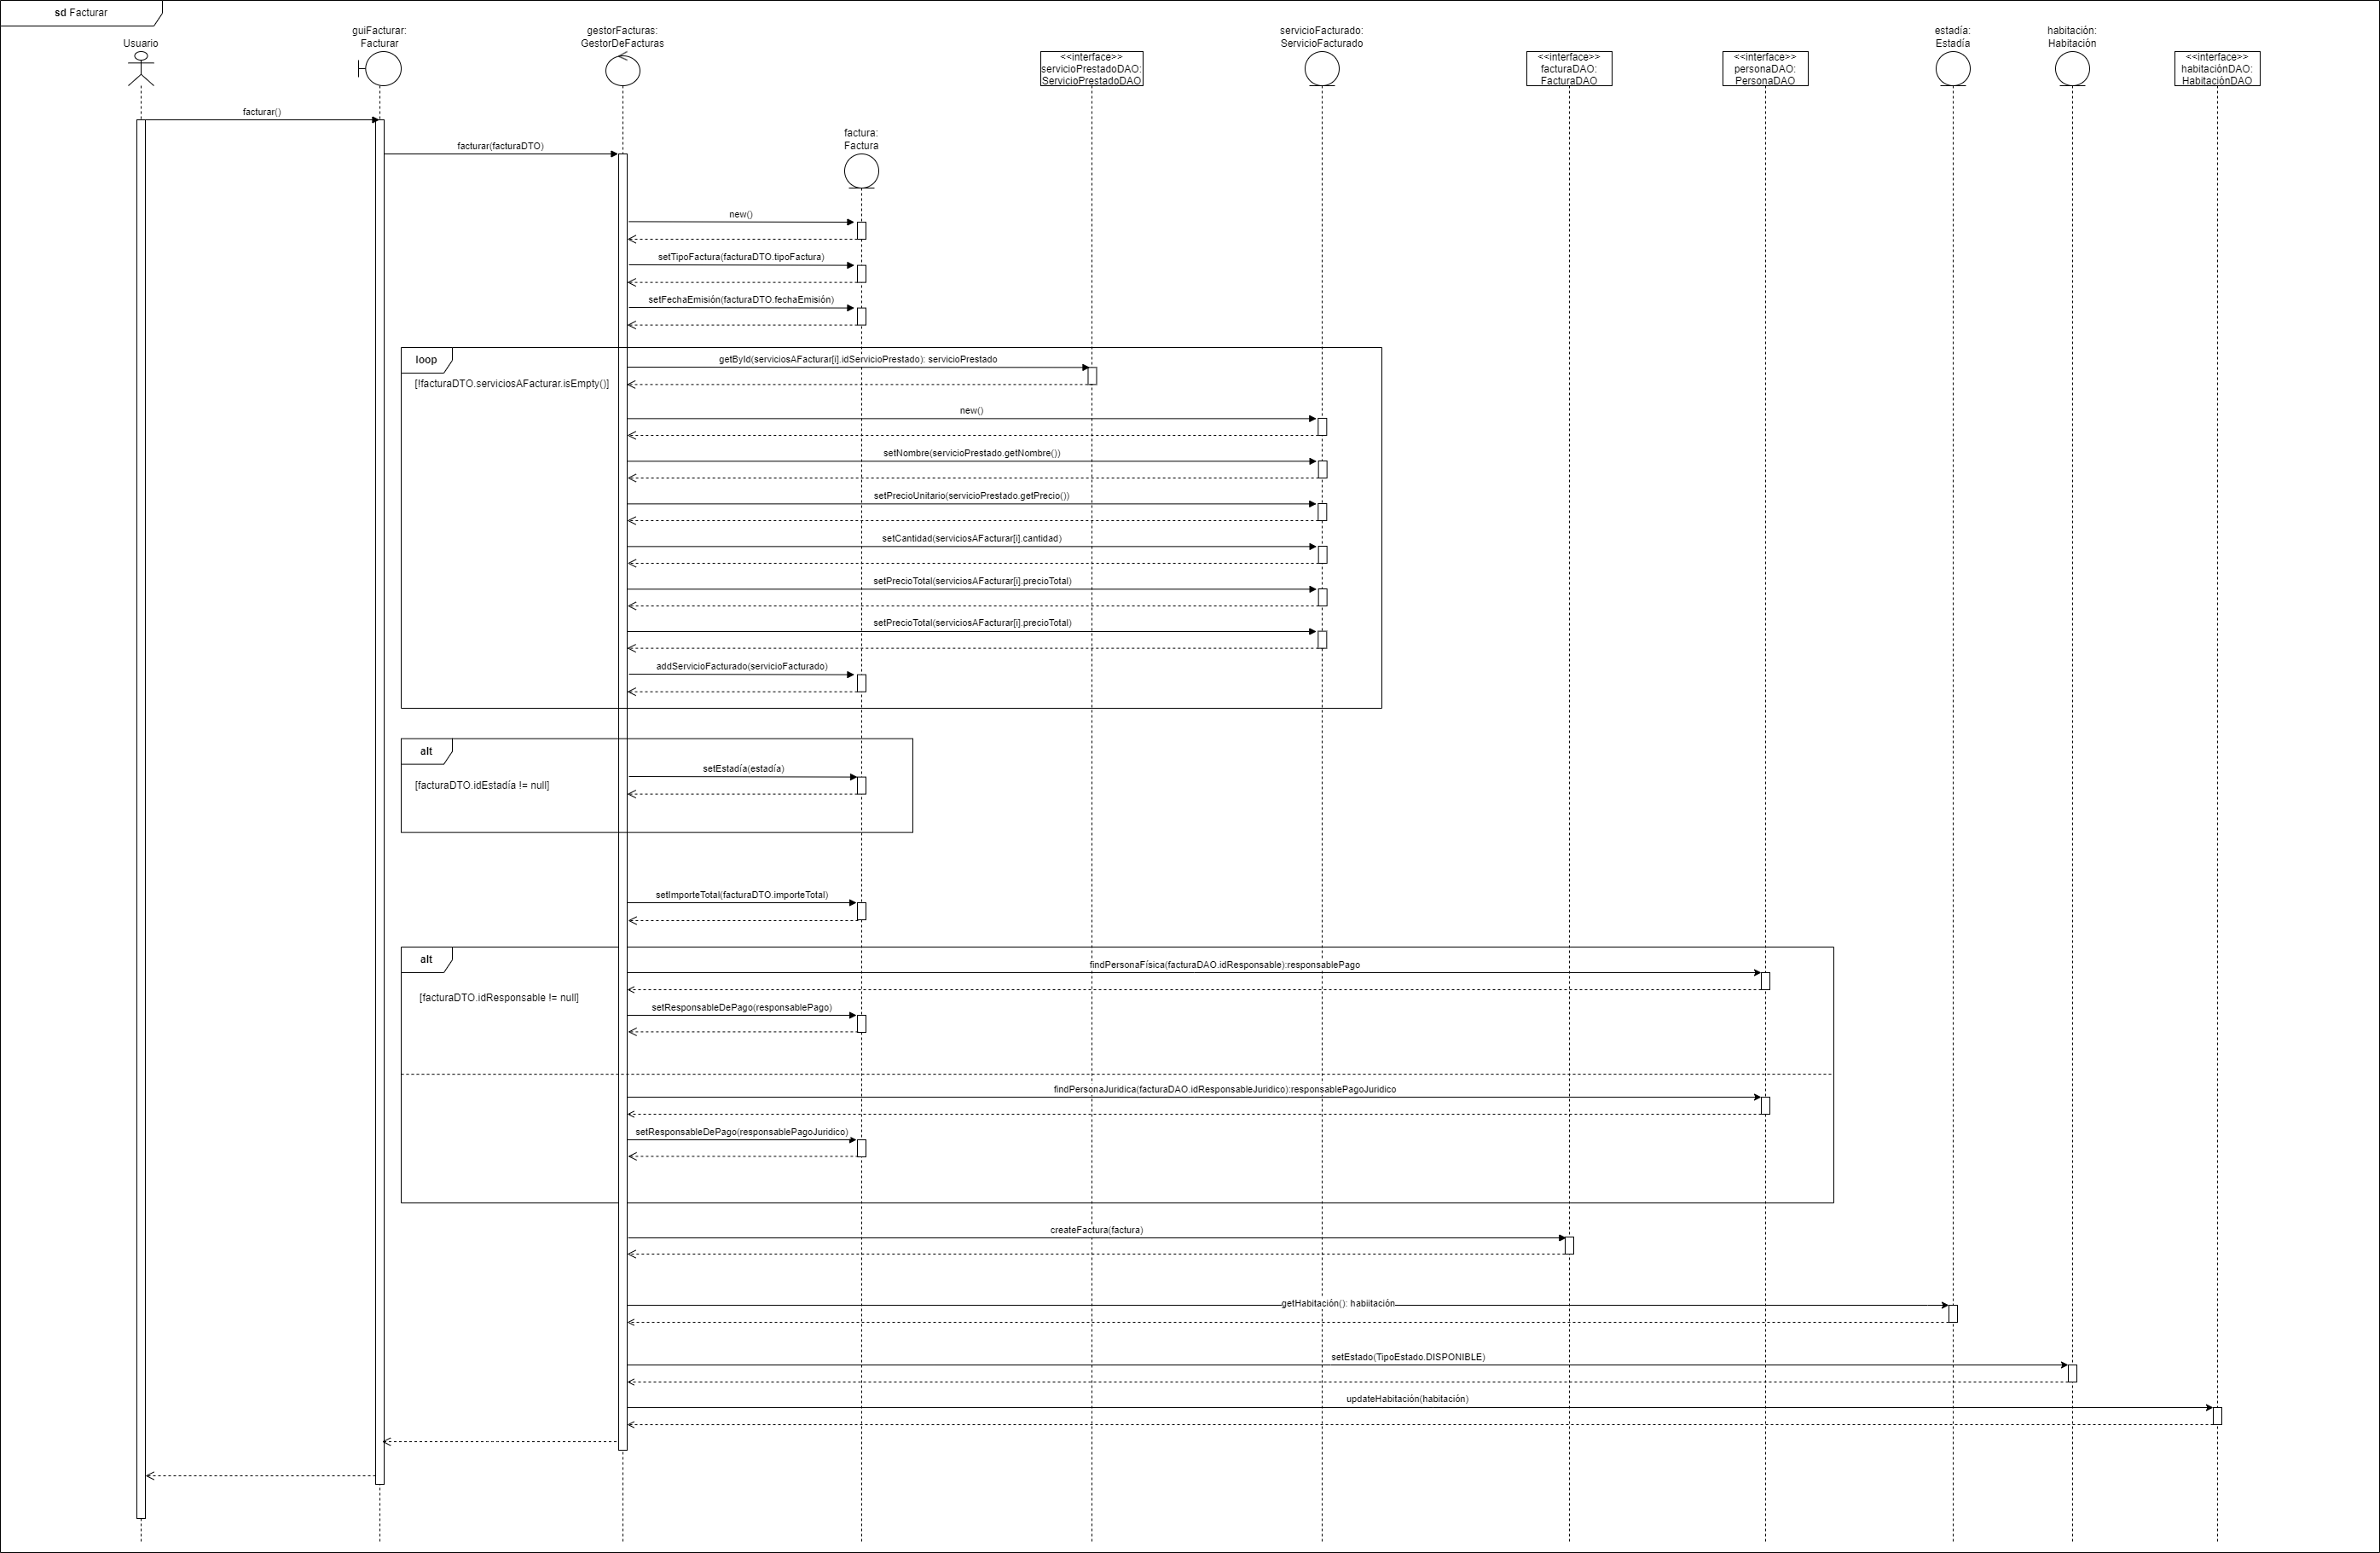 sd Facturar
Usuario
guiFacturar:
Facturar
gestorFacturas:
GestorDeFacturas
<<interface>>
servicioPrestadoDAO:
ServicioPrestadoDAO
servicioFacturado:
ServicioFacturado
<<interface>>
facturaDAO:
FacturaDAO
<<interface>>
personaDAO:
PersonaDAO
estadía:
Estadía
habitación:
Habitación
<<interface>>
habitaciónDAO:
HabitaciónDAO
facturar()
factura:
Factura
facturar(facturaDTO)
new()
setTipoFactura(facturaDTO.tipoFactura)
setFechaEmisión(facturaDTO.fechaEmisión)
loop
[!facturaDTO.serviciosAFacturar.isEmpty()]
getById(serviciosAFacturar[i].idServicioPrestado): servicioPrestado
new()
setNombre(servicioPrestado.getNombre())
setPrecioUnitario(servicioPrestado.getPrecio())
setCantidad(serviciosAFacturar[i].cantidad)
setPrecioTotal(serviciosAFacturar[i].precioTotal)
setPrecioTotal(serviciosAFacturar[i].precioTotal)
addServicioFacturado(servicioFacturado)
alt
[facturaDTO.idEstadía != null]
setEstadía(estadía)
setImporteTotal(facturaDTO.importeTotal)
alt
[facturaDTO.idResponsable != null]
findPersonaFísica(facturaDAO.idResponsable):responsablePago
setResponsableDePago(responsablePago)
findPersonaJuridica(facturaDAO.idResponsableJuridico):responsablePagoJuridico
setResponsableDePago(responsablePagoJuridico)
createFactura(factura)
getHabitación(): habiitación
setEstado(TipoEstado.DISPONIBLE)
updateHabitación(habitación)